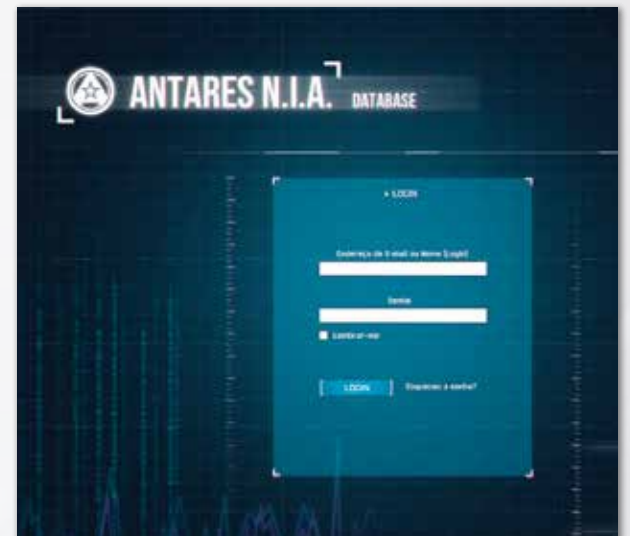 ANTARES N.I.A. DATABASE
LOGIN
Endereço de E-mail ou Nome (Login)
Senha
Lembrar-me
LOGIN Esqueceu a senha?